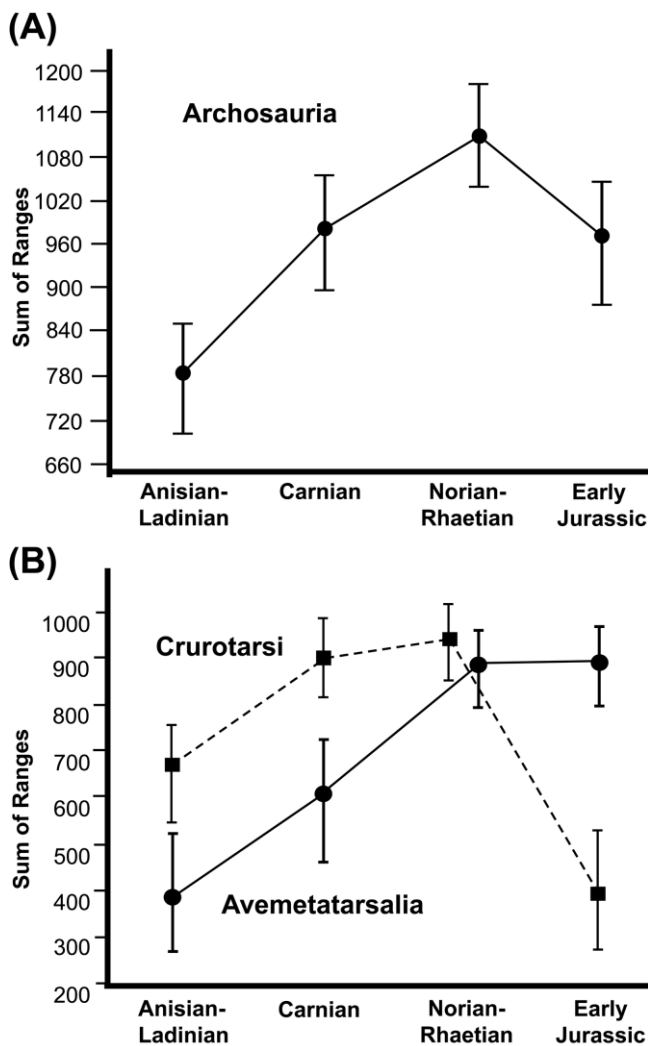 (A)
1200
1140
1080
1020
960
900
840
780
720
660
Sum of Ranges
Archosauria
Anisian-
Ladinian
Carnian
Norian-
Rhaetian
Early
Jurassic
(B)
1000
900
800
700
600
500
400
300
200
Sum of Ranges
Crurotarsi
Avemetatarsalia
Anisian-
Ladinian
Carnian
Norian-
Rhaetian
Early
Jurassic